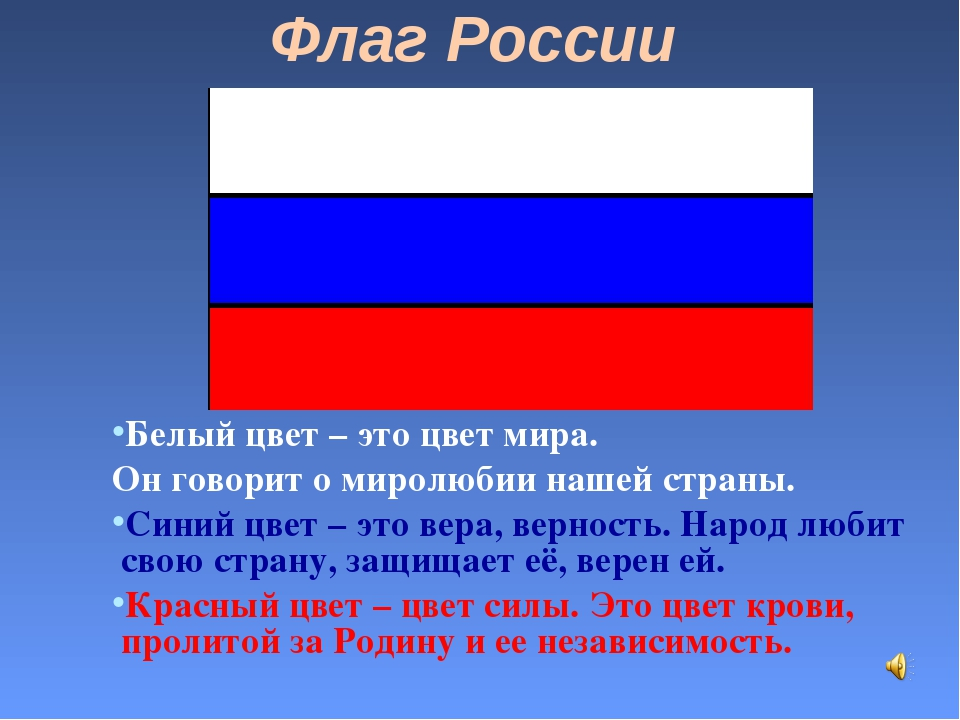 Флаг России
•Белый цвет – это цвет мира.
Он говорит о миролюбии нашей страны.
•Синий цвет – это вера, верность. Народ любит
свою страну, защищает её, верен ей.
•Красный цвет – цвет силы. Это цвет крови,
пролитой за Родину и ее независимость.